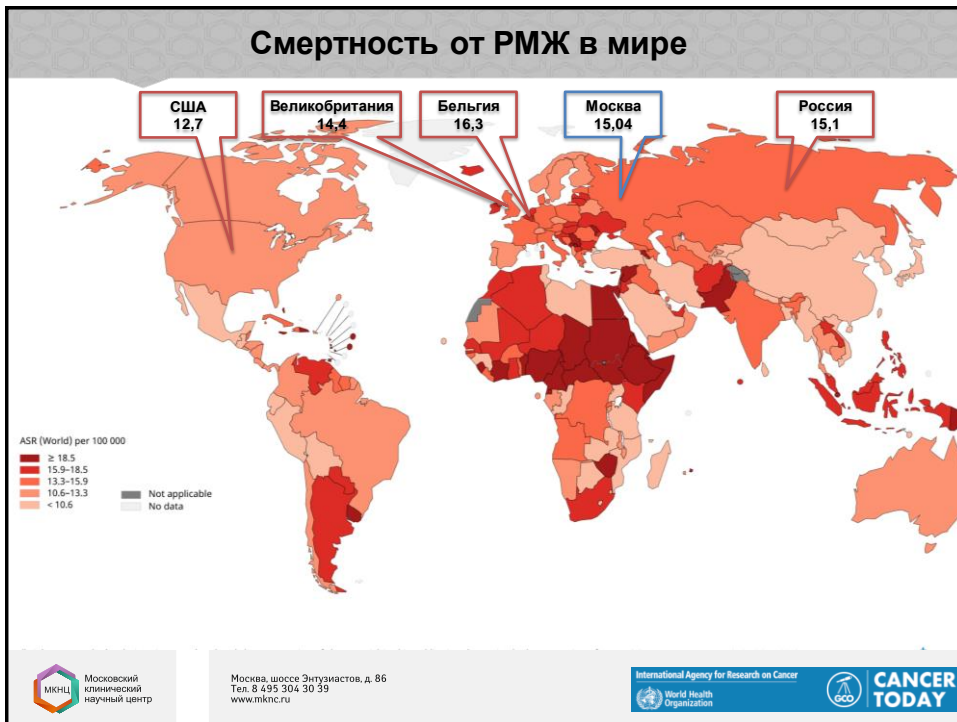 Смертность от РМЖ в мире
США
12,7
Великобритания
14,4
Бельгия
16,3
Москва
15,04
Россия
15,1
ASR (World) per 100 000
≥ 18.5
15.9–18.5
13.3–15.9
10.6–13.3
< 10.6
Not applicable
No data
МКНЦ
Московский
клинический
научный центр
Москва, шоссе Энтузиастов, д. 86
Тел. 8 495 304 30 39
www.mknc.ru
International Agency for Research on Cancer
World Health
Organization
GCO
CANCER
TODAY